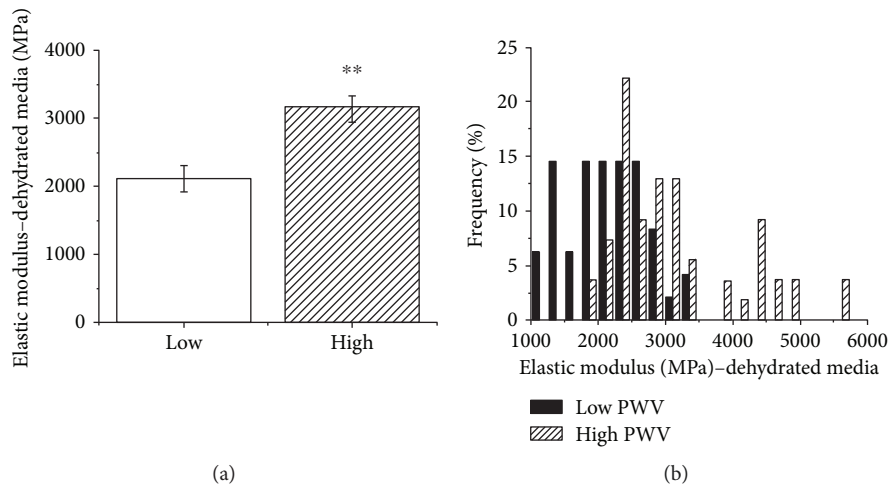 Elastic modulus–dehydrated media (MPa)
4000
3000
2000
1000
0
**
Low
High
(a)
Frequency (%)
25
20
15
10
5
0
1000 2000 3000 4000 5000 6000
Elastic modulus (MPa)–dehydrated media
Low PWV
High PWV
(b)